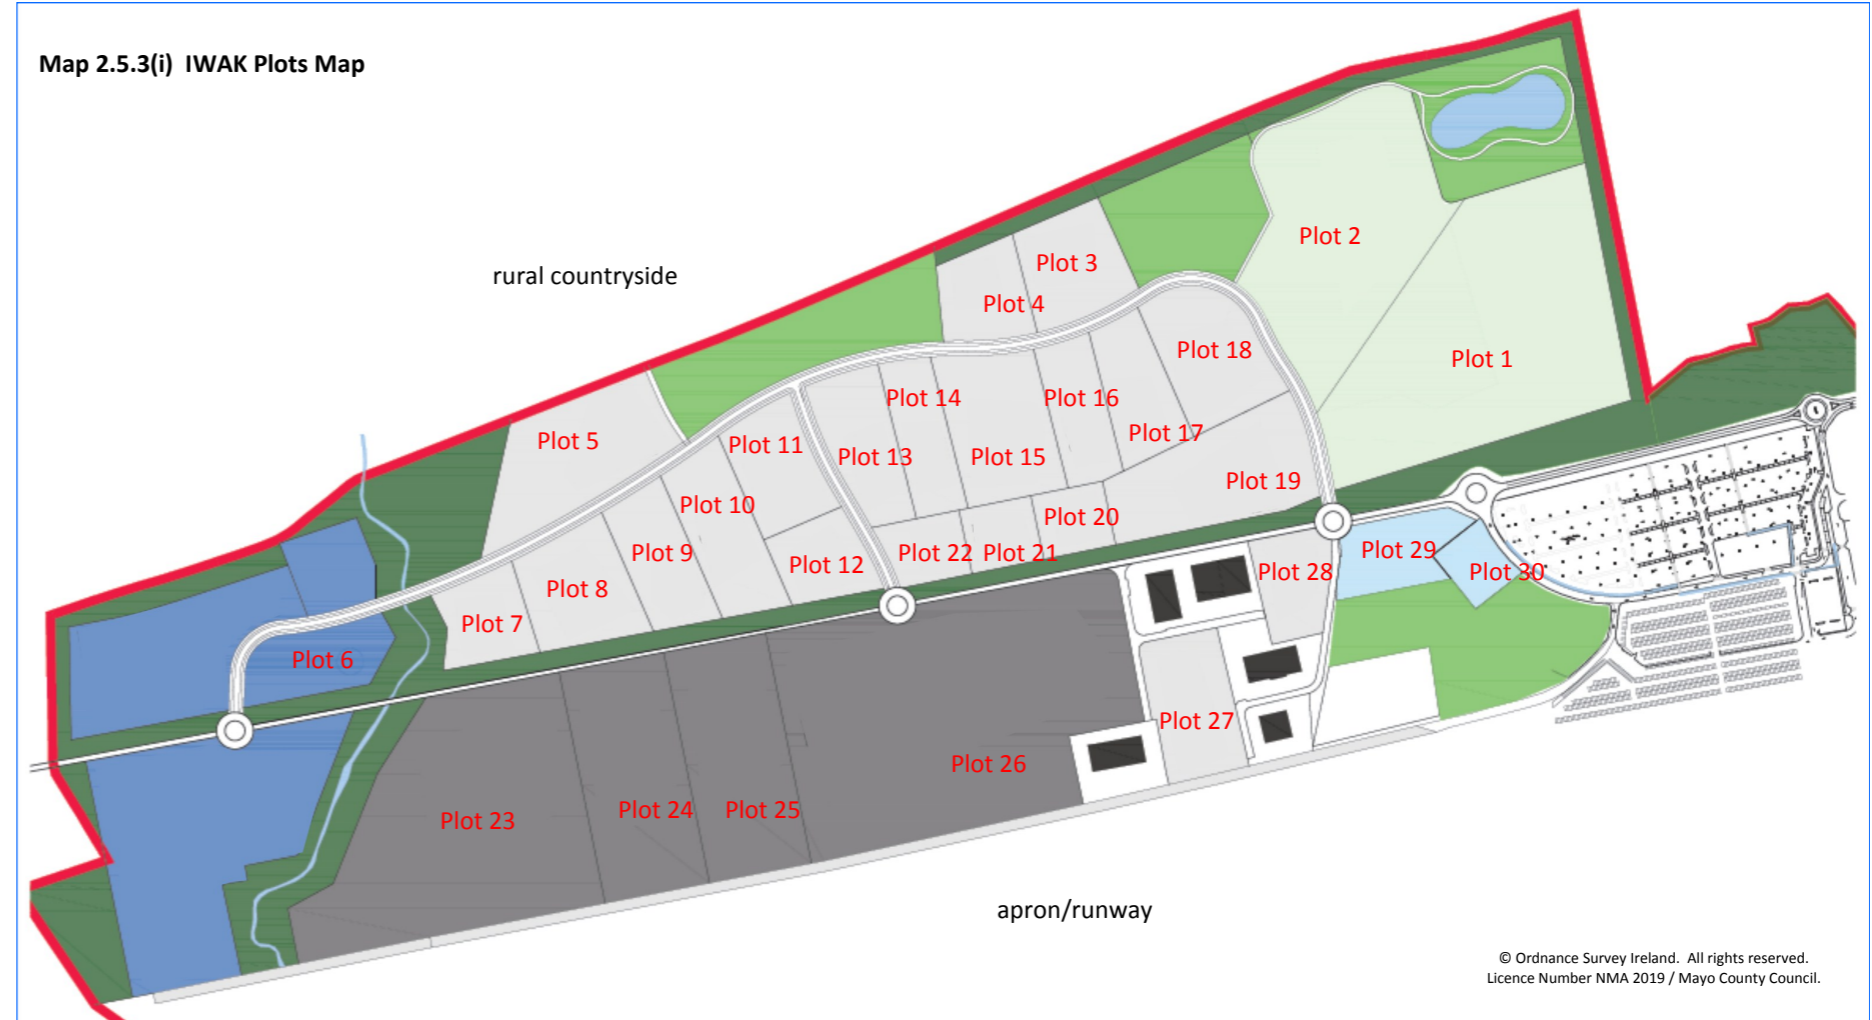 Map 2.5.3(i) IWAK Plots Map
rural countryside
Plot 2
Plot 3
Plot 4
Plot 1
Plot 18
Plot 14
Plot 16
Plot 5
Plot 11
Plot 13
Plot 15
Plot 17
Plot 19
Plot 10
Plot 20
Plot 9
Plot 12
Plot 22
Plot 21
Plot 29
Plot 28
Plot 30
Plot 8
Plot 7
Plot 6
Plot 27
Plot 26
Plot 23
Plot 24
Plot 25
apron/runway
© Ordnance Survey Ireland. All rights reserved.
Licence Number NMA 2019 / Mayo County Council.